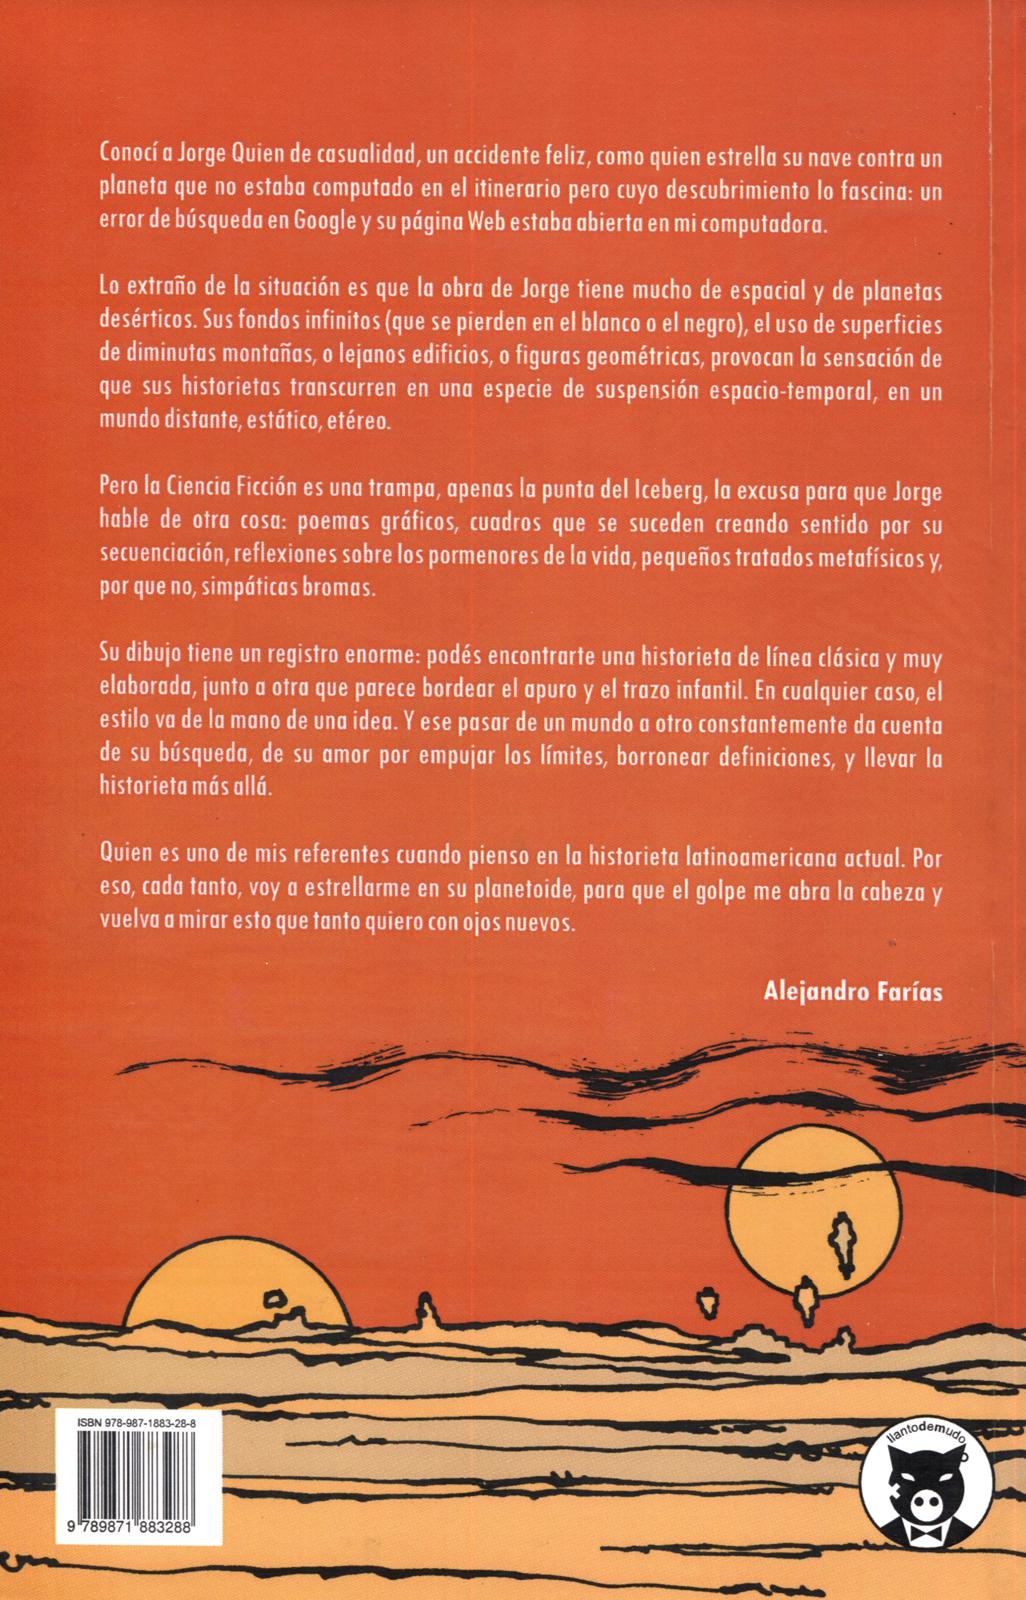 Conocí a Jorge Quien de casualidad, un accidente feliz, como quien estrella su nave contra un
planeta que no estaba computado en el itinerario pero cuyo descubrimiento lo fascina: un
error de búsqueda en Google y su página Web estaba abierta en mi computadora.
Lo extraño de la situación es que la obra de Jorge tiene mucho de espacial y de planetas
desérticos. Sus fondos infinitos (que se pierden en el blanco o el negro), el uso de superficies
de diminutas montañas, o lejanos edificios, o figuras geométricas, provocan la sensación de
que sus historietas transcurren en una especie de suspensión espacio-temporal, en un
mundo distante, estático, etéreo.
Pero la Ciencia Ficción es una trampa, apenas la punta del Iceberg, la excusa para que Jorge
hable de otra cosa: poemas gráficos, cuadros que se suceden creando sentido por su
secuenciación, reflexiones sobre los pormenores de la vida, pequeños tratados metafísicos y,
por que no, simpáticas bromas.
Su dibujo tiene un registro enorme: podés encontrarte una historieta de línea clásica y muy
elaborada, junto a otra que parece bordear el apuro y el trazo infantil. En cualquier caso, el
estilo va de la mano de una idea. Y ese pasar de un mundo a otro constantemente da cuenta
de su búsqueda, de su amor por empujar los límites, borronear definiciones, y llevar la
historieta más allá.
Quien es uno de mis referentes cuando pienso en la historieta latinoamericana actual. Por
eso, cada tanto, voy a estrellarme en su planetoide, para que el golpe me abra la cabeza y
vuelva a mirar esto que tanto quiero con ojos nuevos.
Alejandro Farías
ISBN 978-987-1883-28-8
9 789871 883288
llantodemudo